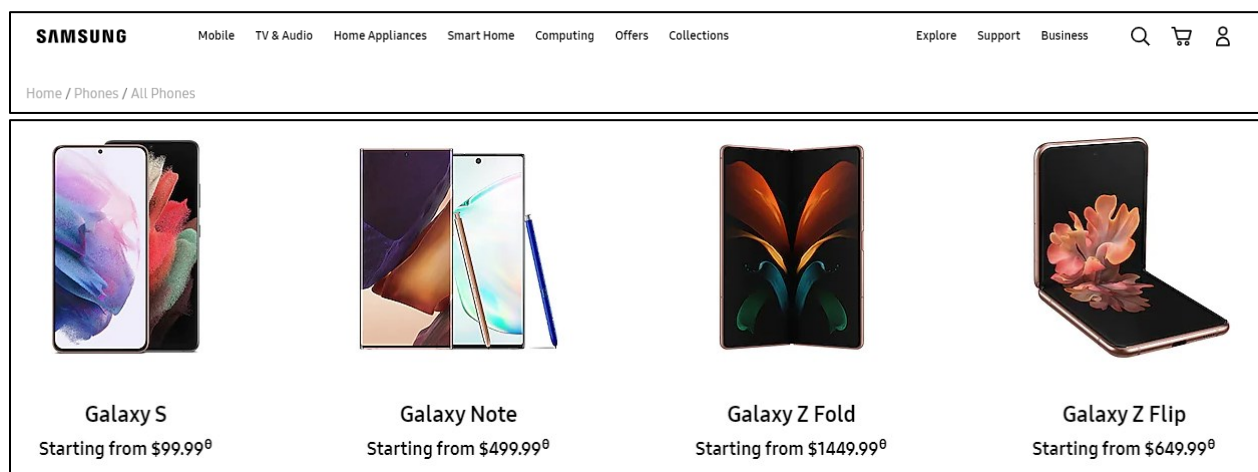 SAMSUNG Mobile TV & Audio Home Appliances Smart Home Computing Offers Collections Explore Support Business
Home / Phones / All Phones
Galaxy S Galaxy Note Galaxy Z Fold Galaxy Z Flip
Starting from $99.99θ Starting from $499.99θ Starting from $1449.99θ Starting from $649.99θ